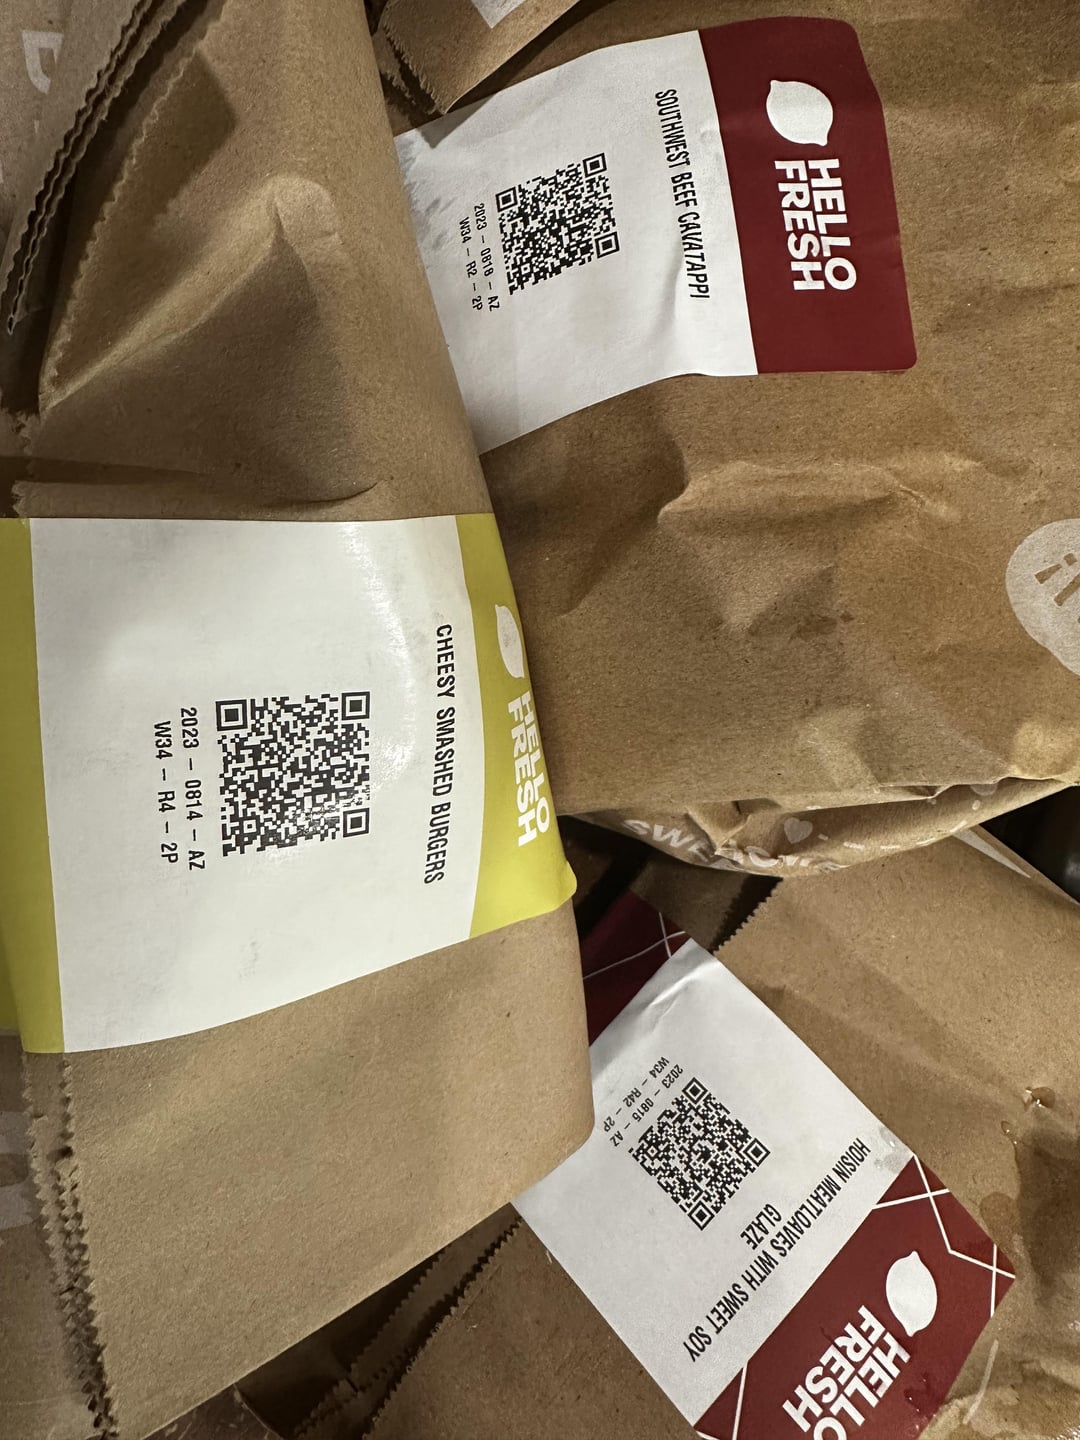 HELLO
FRESH
SOUTHWEST BEEF CAVATAPPI
2023 - 0818 - AZ
W34 - R2 - 2P
HELLO
FRESH
CHEESY SMASHED BURGERS
2023 - 0814 - AZ
W34 - R4 - 2P
HELLO
FRESH
HOISIN MEATLOAVES WITH SWEET SOY
GLAZE
2023 - 0815 - AZ
W34 - R42 - 2P